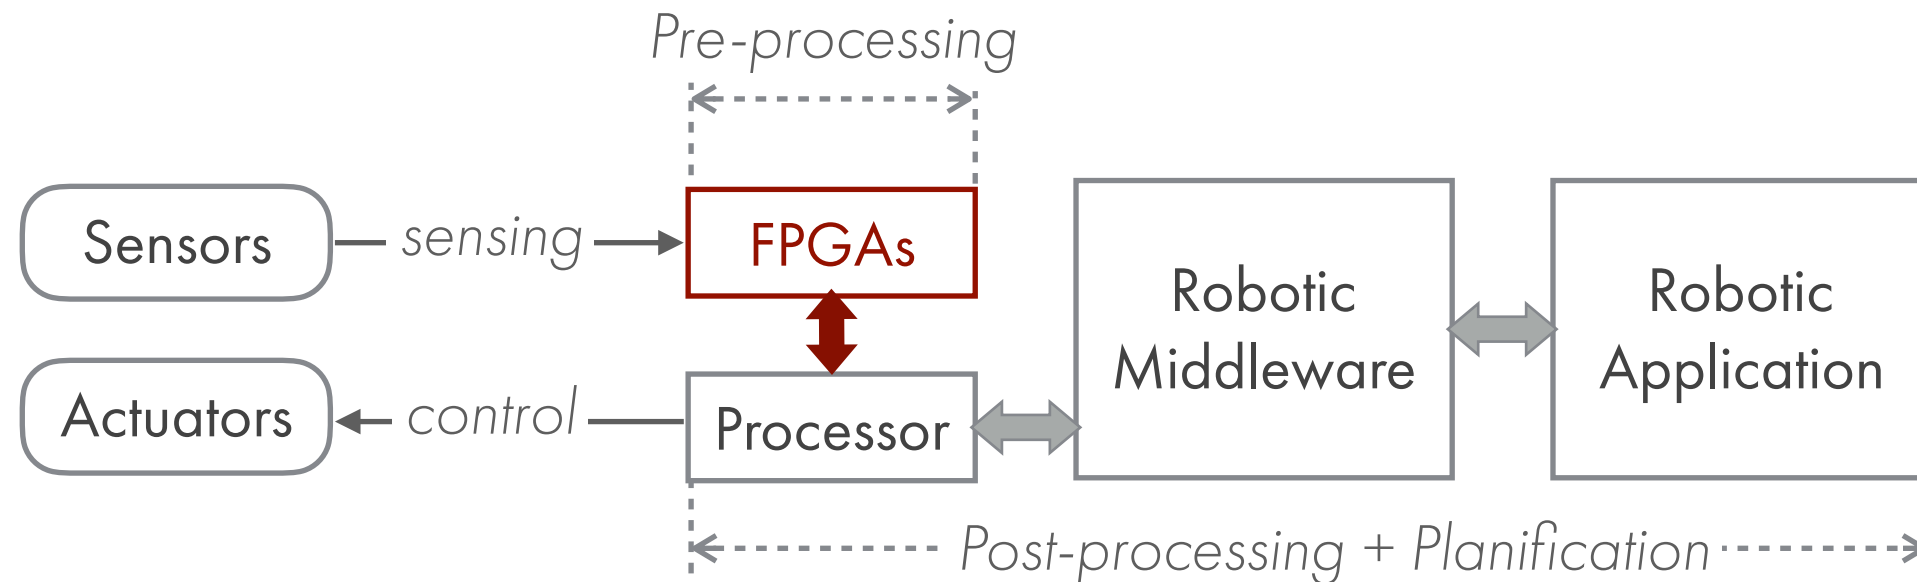 Pre-processing
Sensors
sensing
FPGAs
Robotic
Middleware
Robotic
Application
Actuators
control
Processor
Post-processing + Planification